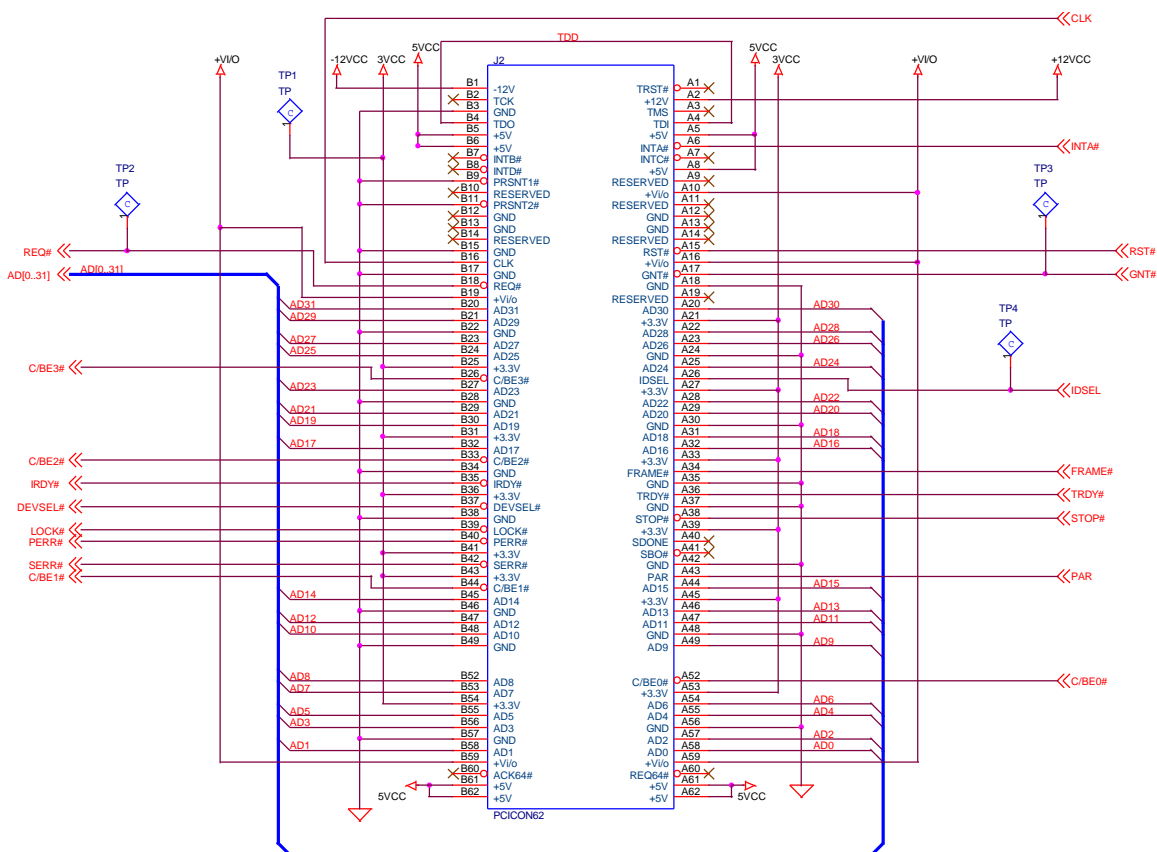 CLK
TDD
+VI/O
-12VCC
3VCC
5VCC
J2
5VCC
3VCC
+VI/O
+12VCC
TP1
TP
C
1
TP2
TP
C
1
TP3
TP
C
1
TP4
TP
C
1
REQ#
AD[0..31]
AD[0..31]
C/BE3#
C/BE2#
IRDY#
DEVSEL#
LOCK#
PERR#
SERR#
C/BE1#
INTA#
RST#
GNT#
IDSEL
FRAME#
TRDY#
STOP#
PAR
C/BE0#
B1 -12V TRST# A1
B2 TCK +12V A2
B3 GND TMS A3
B4 TDO TDI A4
B5 +5V +5V A5
B6 +5V INTA# A6
B7 INTB# INTC# A7
B8 INTD# +5V A8
B9 PRSNT1# RESERVED A9
B10 RESERVED +Vi/o A10
B11 PRSNT2# RESERVED A11
B12 GND GND A12
B13 GND GND A13
B14 RESERVED RESERVED A14
B15 GND RST# A15
B16 CLK +Vi/o A16
B17 GND GNT# A17
B18 REQ# GND A18
B19 +Vi/o RESERVED A19
AD31 B20 AD31 AD30 A20 AD30
AD29 B21 AD29 +3.3V A21
B22 GND AD28 A22 AD28
AD27 B23 AD27 AD26 A23 AD26
AD25 B24 AD25 GND A24
B25 +3.3V AD24 A25 AD24
B26 C/BE3# IDSEL A26
AD23 B27 AD23 +3.3V A27
B28 GND AD22 A28 AD22
AD21 B29 AD21 AD20 A29 AD20
AD19 B30 AD19 GND A30
B31 +3.3V AD18 A31 AD18
AD17 B32 AD17 AD16 A32 AD16
B33 C/BE2# +3.3V A33
B34 GND FRAME# A34
B35 IRDY# GND A35
B36 +3.3V TRDY# A36
B37 DEVSEL# GND A37
B38 GND STOP# A38
B39 LOCK# +3.3V A39
B40 PERR# SDONE A40
B41 +3.3V SBO# A41
B42 SERR# GND A42
B43 +3.3V PAR A43
B44 C/BE1# AD15 A44 AD15
AD14 B45 AD14 +3.3V A45
B46 GND AD13 A46 AD13
AD12 B47 AD12 AD11 A47 AD11
AD10 B48 AD10 GND A48
B49 GND AD9 A49 AD9
AD8 B52 AD8 C/BE0# A52
AD7 B53 AD7 +3.3V A53
B54 +3.3V AD6 A54 AD6
AD5 B55 AD5 AD4 A55 AD4
AD3 B56 AD3 GND A56
B57 GND AD2 A57 AD2
AD1 B58 AD1 AD0 A58 AD0
B59 +Vi/o +Vi/o A59
B60 ACK64# REQ64# A60
B61 +5V +5V A61
B62 +5V +5V A62
5VCC
5VCC
PCICON62